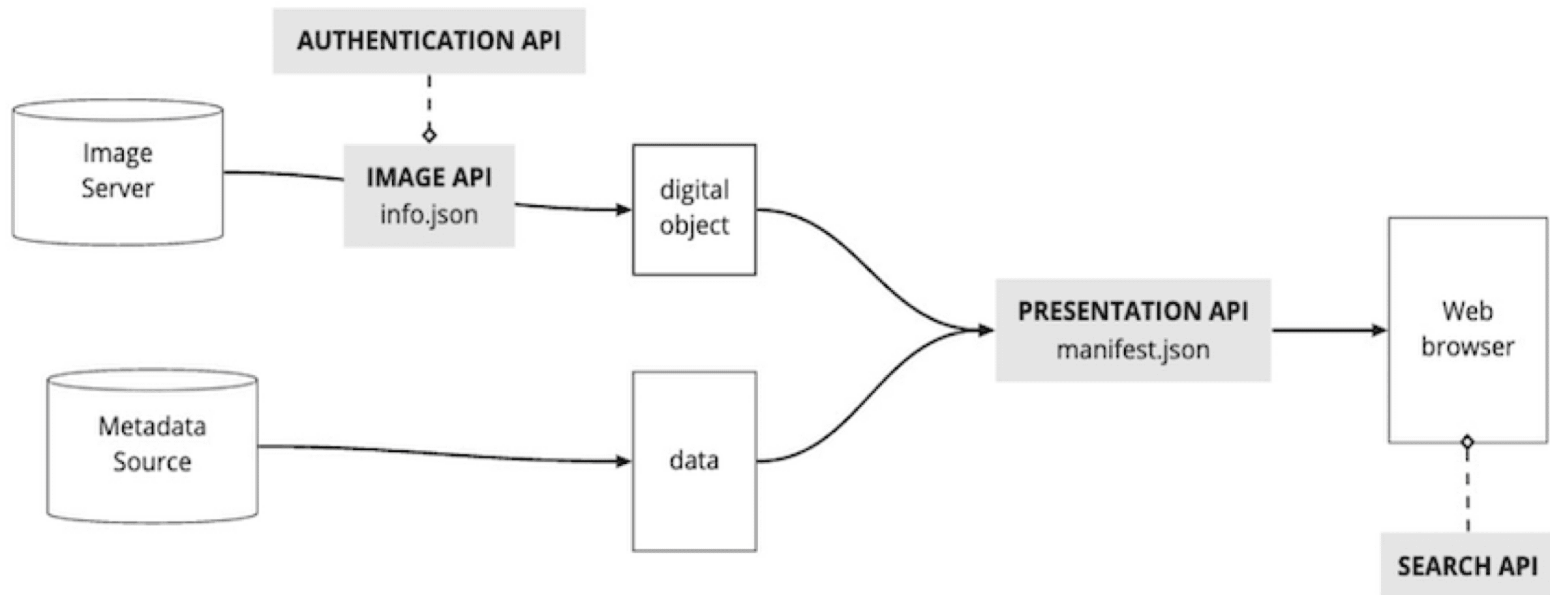 AUTHENTICATION API
Image
Server
IMAGE API
info.json
digital
object
PRESENTATION API
manifest.json
Web
browser
Metadata
Source
data
SEARCH API